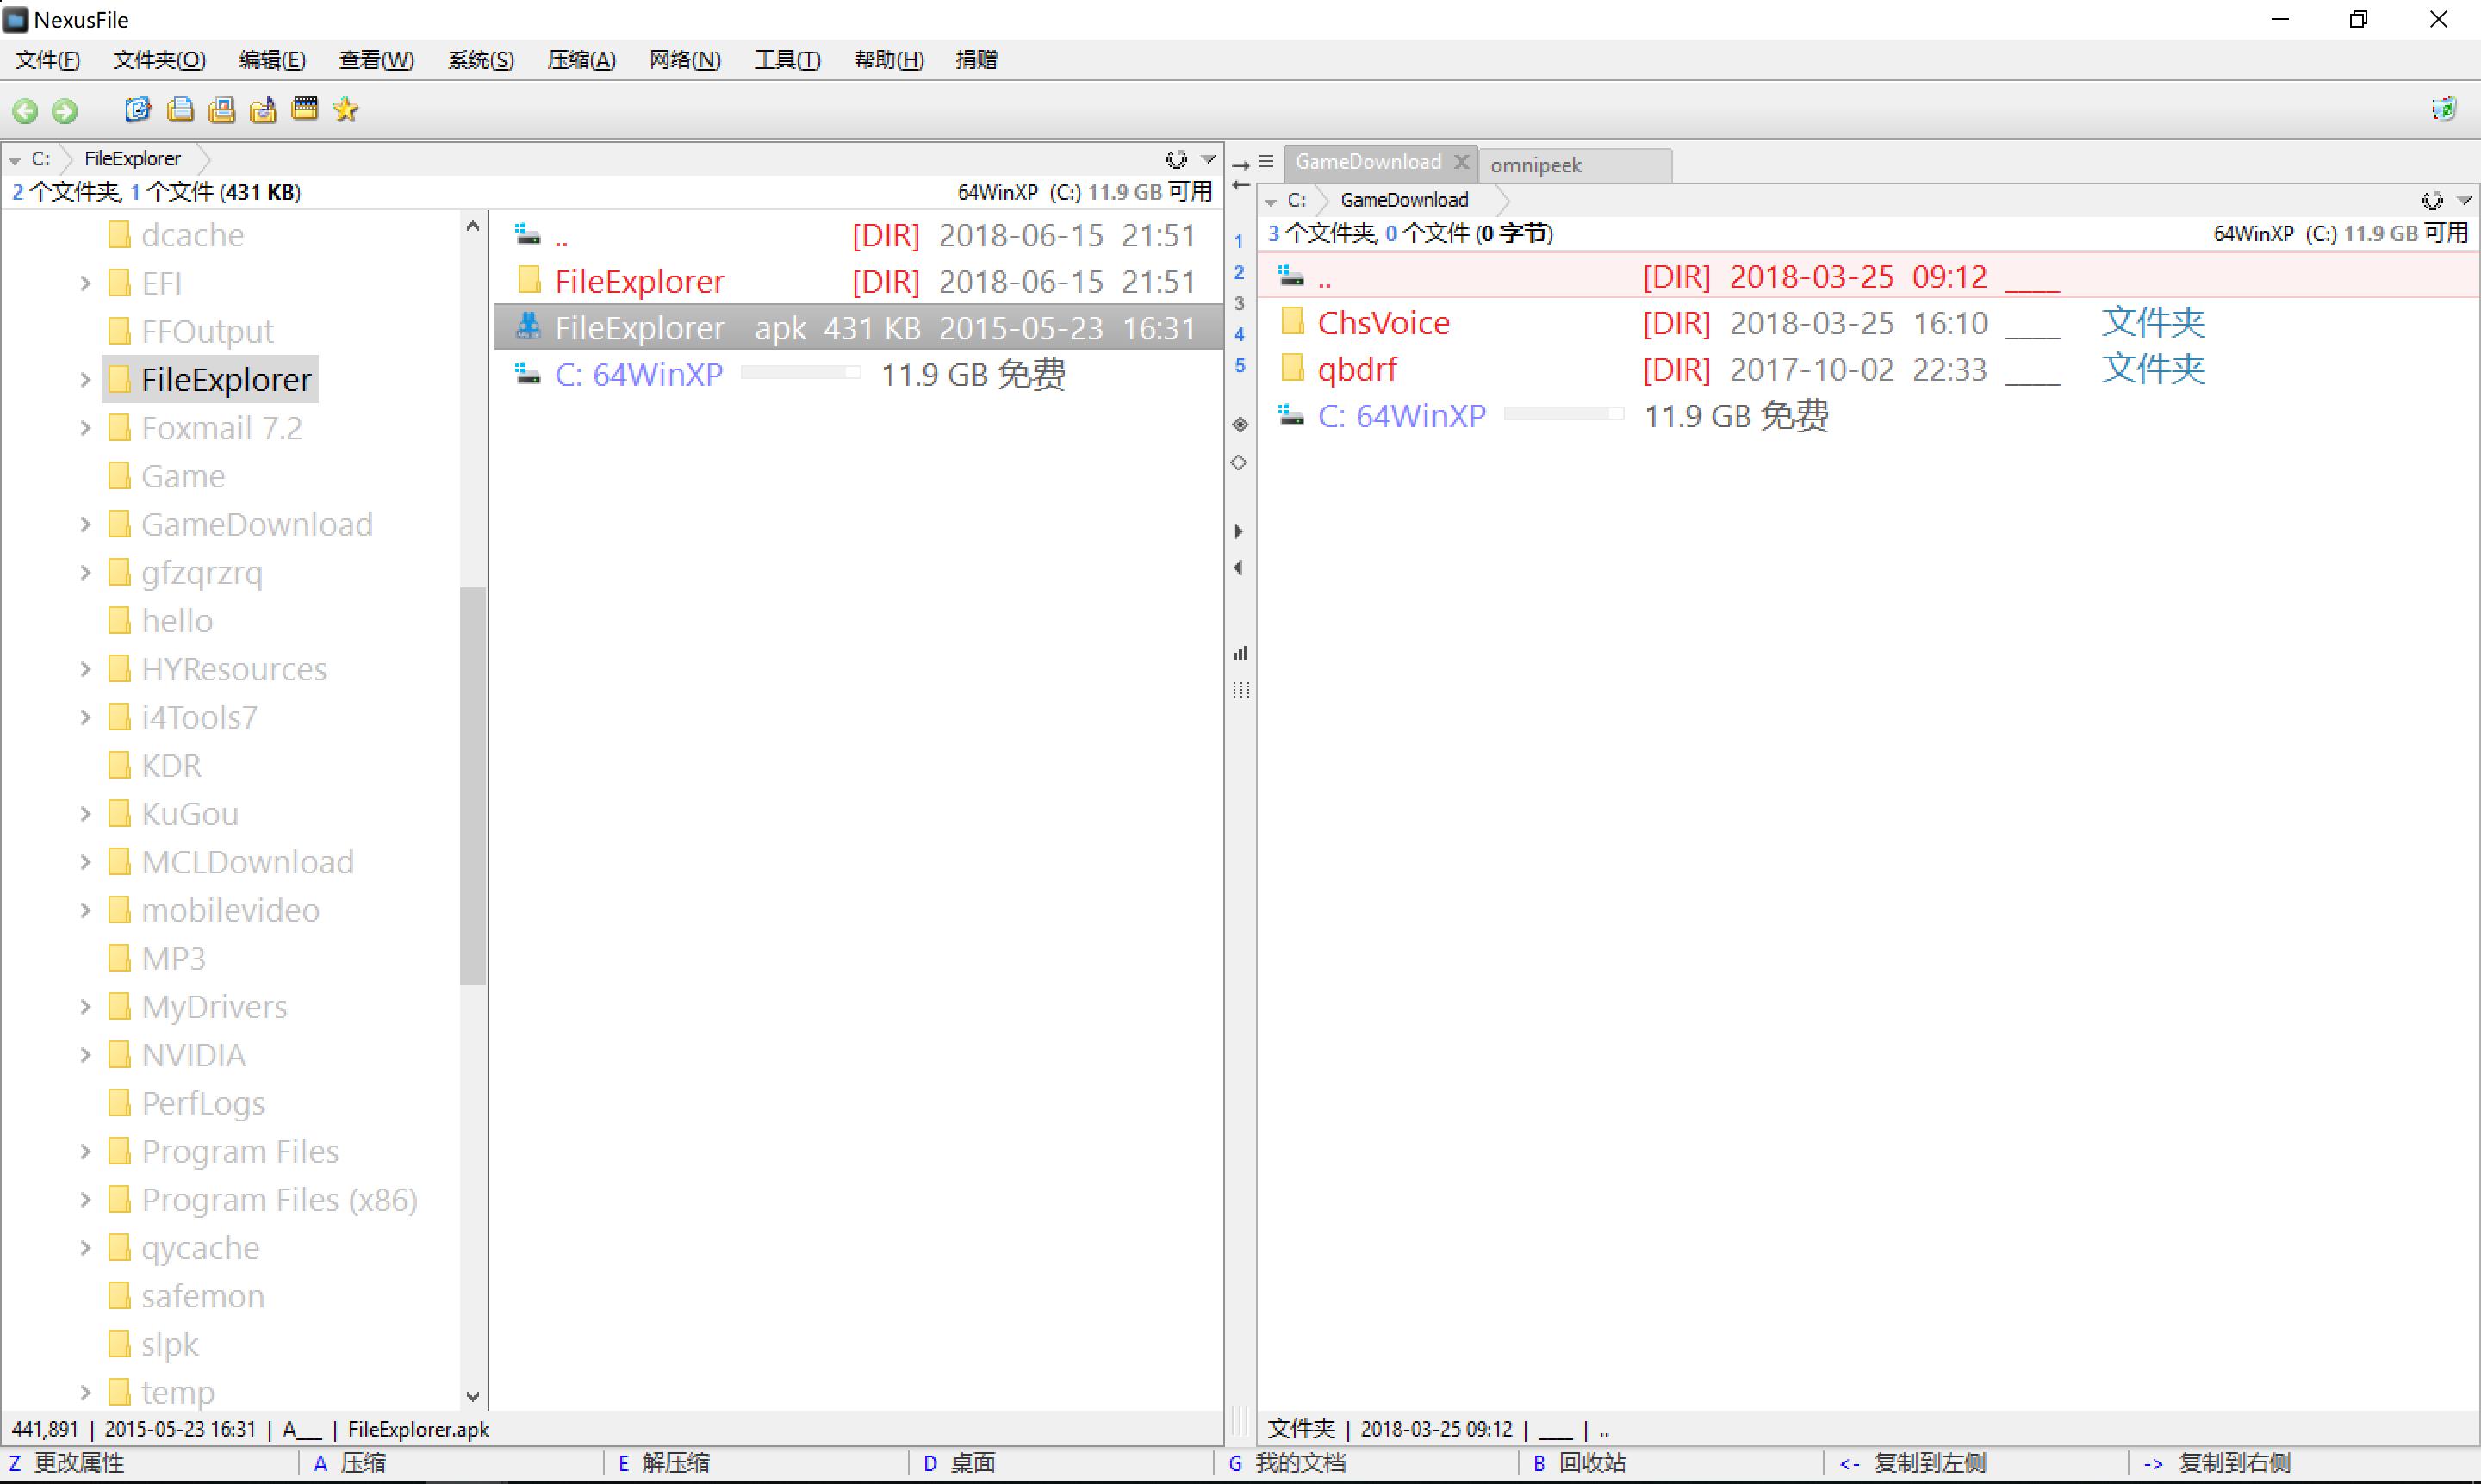 NexusFile
文件(F) 文件夹(O) 编辑(E) 查看(W) 系统(S) 压缩(A) 网络(N) 工具(T) 帮助(H) 捐赠
C: FileExplorer
2 个文件夹, 1 个文件 (431 KB) 64WinXP (C:) 11.9 GB 可用
dcache
EFI
FFOutput
FileExplorer
Foxmail 7.2
Game
GameDownload
gfzqrzrq
hello
HYResources
i4Tools7
KDR
KuGou
MCLDownload
mobilevideo
MP3
MyDrivers
NVIDIA
PerfLogs
Program Files
Program Files (x86)
qycache
safemon
slpk
temp
.. [DIR] 2018-06-15 21:51
FileExplorer [DIR] 2018-06-15 21:51
FileExplorer apk 431 KB 2015-05-23 16:31
C: 64WinXP 11.9 GB 免费
441,891 | 2015-05-23 16:31 | A___ | FileExplorer.apk
1
2
3
4
5
GameDownload omnipeek
C: GameDownload
3 个文件夹, 0 个文件 (0 字节) 64WinXP (C:) 11.9 GB 可用
.. [DIR] 2018-03-25 09:12 ____
ChsVoice [DIR] 2018-03-25 16:10 ____ 文件夹
qbdrf [DIR] 2017-10-02 22:33 ____ 文件夹
C: 64WinXP 11.9 GB 免费
文件夹 | 2018-03-25 09:12 | ____ | ..
Z 更改属性 A 压缩 E 解压缩 D 桌面 G 我的文档 B 回收站 <- 复制到左侧 -> 复制到右侧